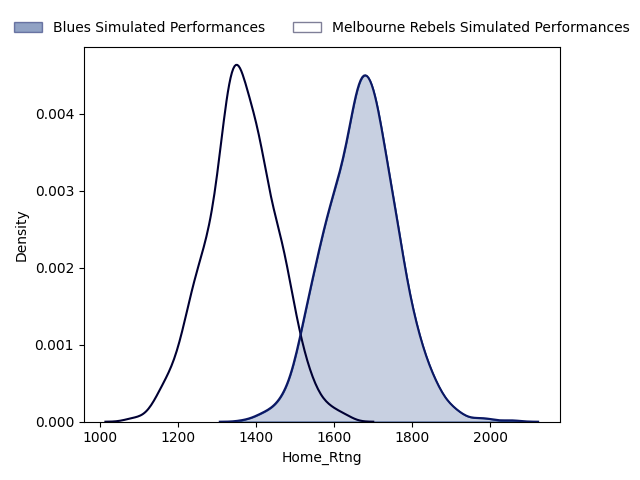 Blues Simulated Performances
Melbourne Rebels Simulated Performances
Density
0.004
0.003
0.002
0.001
0.000
1000 1200 1400 1600 1800 2000
Home_Rtng